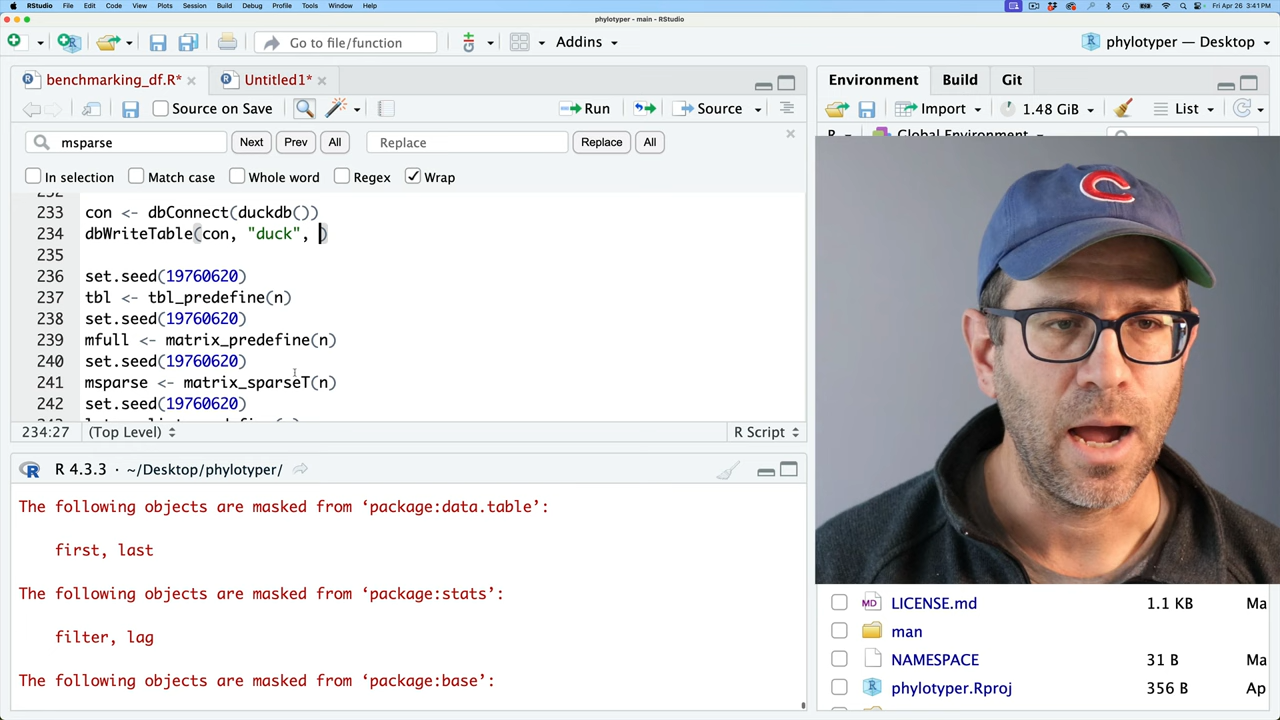 RStudio File Edit Code View Plots Session Build Debug Profile Tools Window Help Fri Apr 26 3:41 PM
phylotyper - main - RStudio
Go to file/function Addins phylotyper — Desktop
benchmarking_df.R* Untitled1* Environment Build Git
Source on Save Run Source Import 1.48 GiB List
msparse Next Prev All Replace Replace All R Global Environment
In selection Match case Whole word Regex Wrap
232
233 con <- dbConnect(duckdb())
234 dbWriteTable(con, "duck", )
235
236 set.seed(19760620)
237 tbl <- tbl_predefine(n)
238 set.seed(19760620)
239 mfull <- matrix_predefine(n)
240 set.seed(19760620)
241 msparse <- matrix_sparseT(n)
242 set.seed(19760620)
234:27 (Top Level) R Script
R R 4.3.3 · ~/Desktop/phylotyper/
The following objects are masked from ‘package:data.table’:
first, last
The following objects are masked from ‘package:stats’:
filter, lag
The following objects are masked from ‘package:base’:
C
MD LICENSE.md 1.1 KB Ma
man
NAMESPACE 31 B Ma
phylotyper.Rproj 356 B Ap